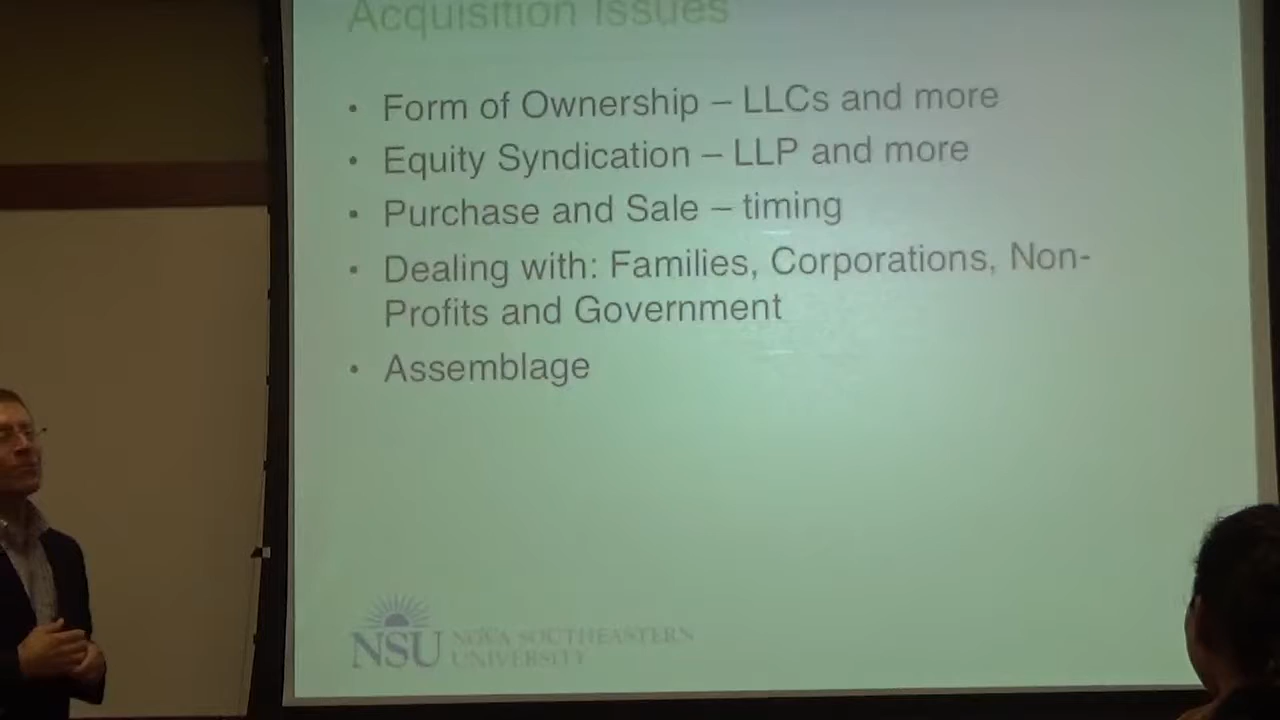 Acquisition Issues
• Form of Ownership – LLCs and more
• Equity Syndication – LLP and more
• Purchase and Sale – timing
• Dealing with: Families, Corporations, Non-
Profits and Government
• Assemblage
NSU NOVA SOUTHEASTERN
UNIVERSITY